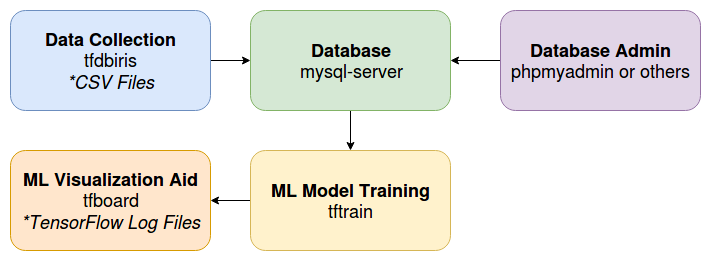 Data Collection
tfdbiris
*CSV Files
Database
mysql-server
Database Admin
phpmyadmin or others
ML Visualization Aid
tfboard
*TensorFlow Log Files
ML Model Training
tftrain